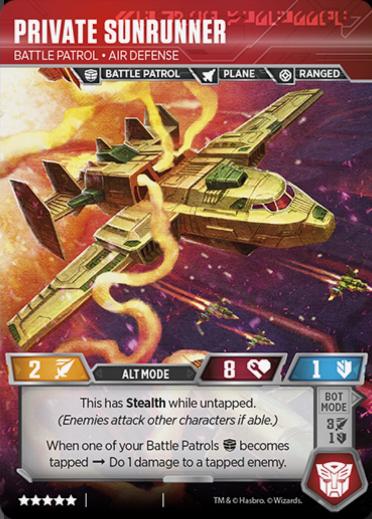 PRIVATE SUNRUNNER
BATTLE PATROL • AIR DEFENSE
BATTLE PATROL PLANE RANGED
2 ALT MODE 8 1
This has Stealth while untapped.
(Enemies attack other characters if able.)
When one of your Battle Patrols becomes
tapped → Do 1 damage to a tapped enemy.
BOT
MODE
3
1
TM & © Hasbro. © Wizards.